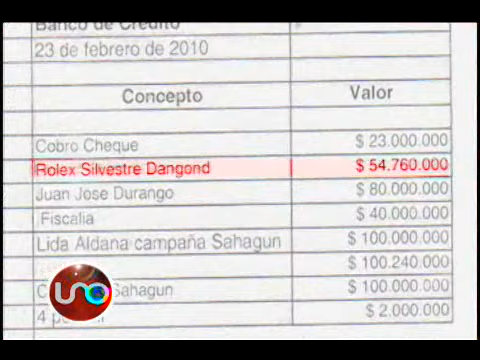 Banco de Crédito
23 de febrero de 2010
Concepto Valor
Cobro Cheque $ 23.000.000
Rolex Silvestre Dangond $ 54.760.000
Juan Jose Durango $ 80.000.000
Fiscalia $ 40.000.000
Lida Aldana campaña Sahagun $ 100.000.000
$ 100.240.000
Sahagun $ 100.000.000
4 $ 2.000.000
UNO